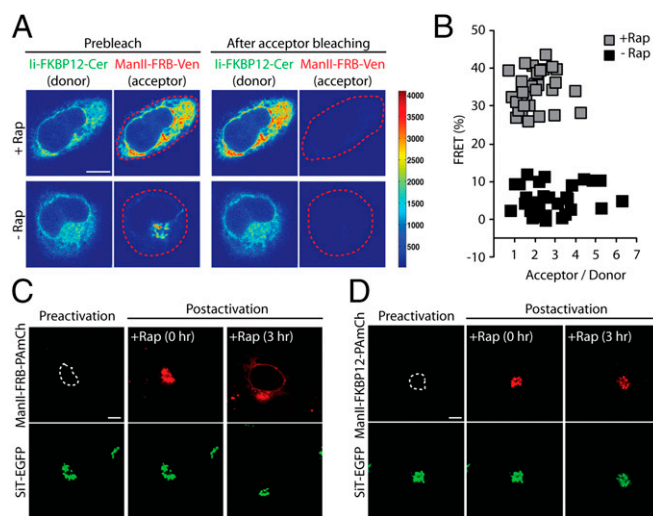 A
Prebleach After acceptor bleaching
Ii-FKBP12-Cer ManII-FRB-Ven Ii-FKBP12-Cer ManII-FRB-Ven
(donor) (acceptor) (donor) (acceptor)
+ Rap
- Rap
4000
3500
3000
2500
2000
1500
1000
500
B
+Rap
- Rap
FRET (%)
50
40
30
20
10
0
-10
1 2 3 4 5 6 7
Acceptor / Donor
C
Preactivation Postactivation
+Rap (0 hr) +Rap (3 hr)
ManII-FRB-PAmCh
SiT-EGFP
D
Preactivation Postactivation
+Rap (0 hr) +Rap (3 hr)
ManII-FKBP12-PAmCh
SiT-EGFP